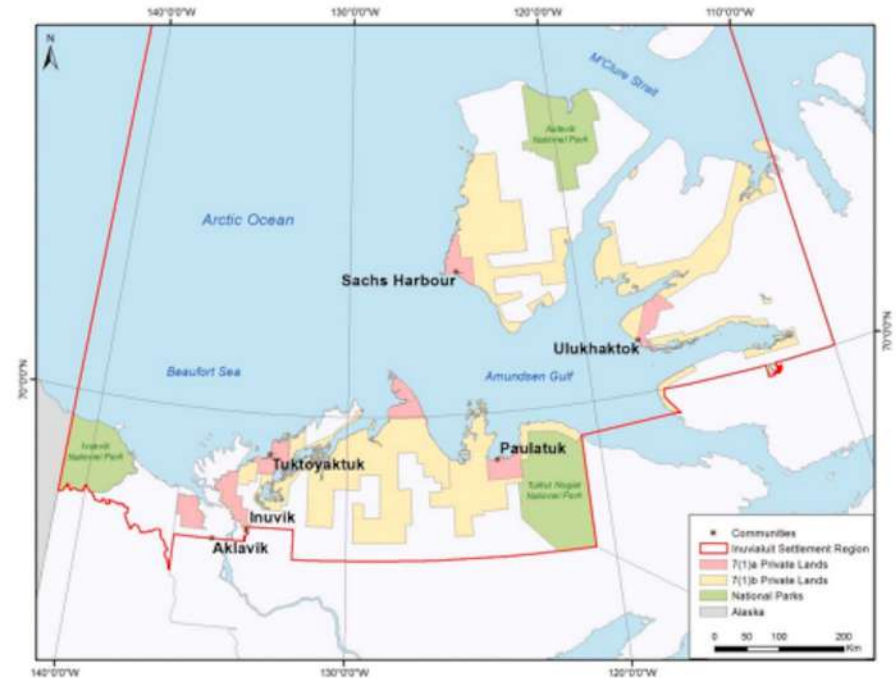 140°0'0"W
130°0'0"W
120°0'0"W
110°0'0"W
N
M'Clure Strait
Aulavik
National Park
Arctic Ocean
Sachs Harbour
Ulukhaktok
70°0'0"N
70°0'0"N
Beaufort Sea
Amundsen Gulf
Ivvavik
National Park
Paulatuk
Tuktoyaktuk
Tuktut Nogait
National Park
Inuvik
Aklavik
Communities
Inuvialuit Settlement Region
7(1)a Private Lands
7(1)b Private Lands
National Parks
Alaska
0 50 100 200
Km
140°0'0"W
130°0'0"W
120°0'0"W